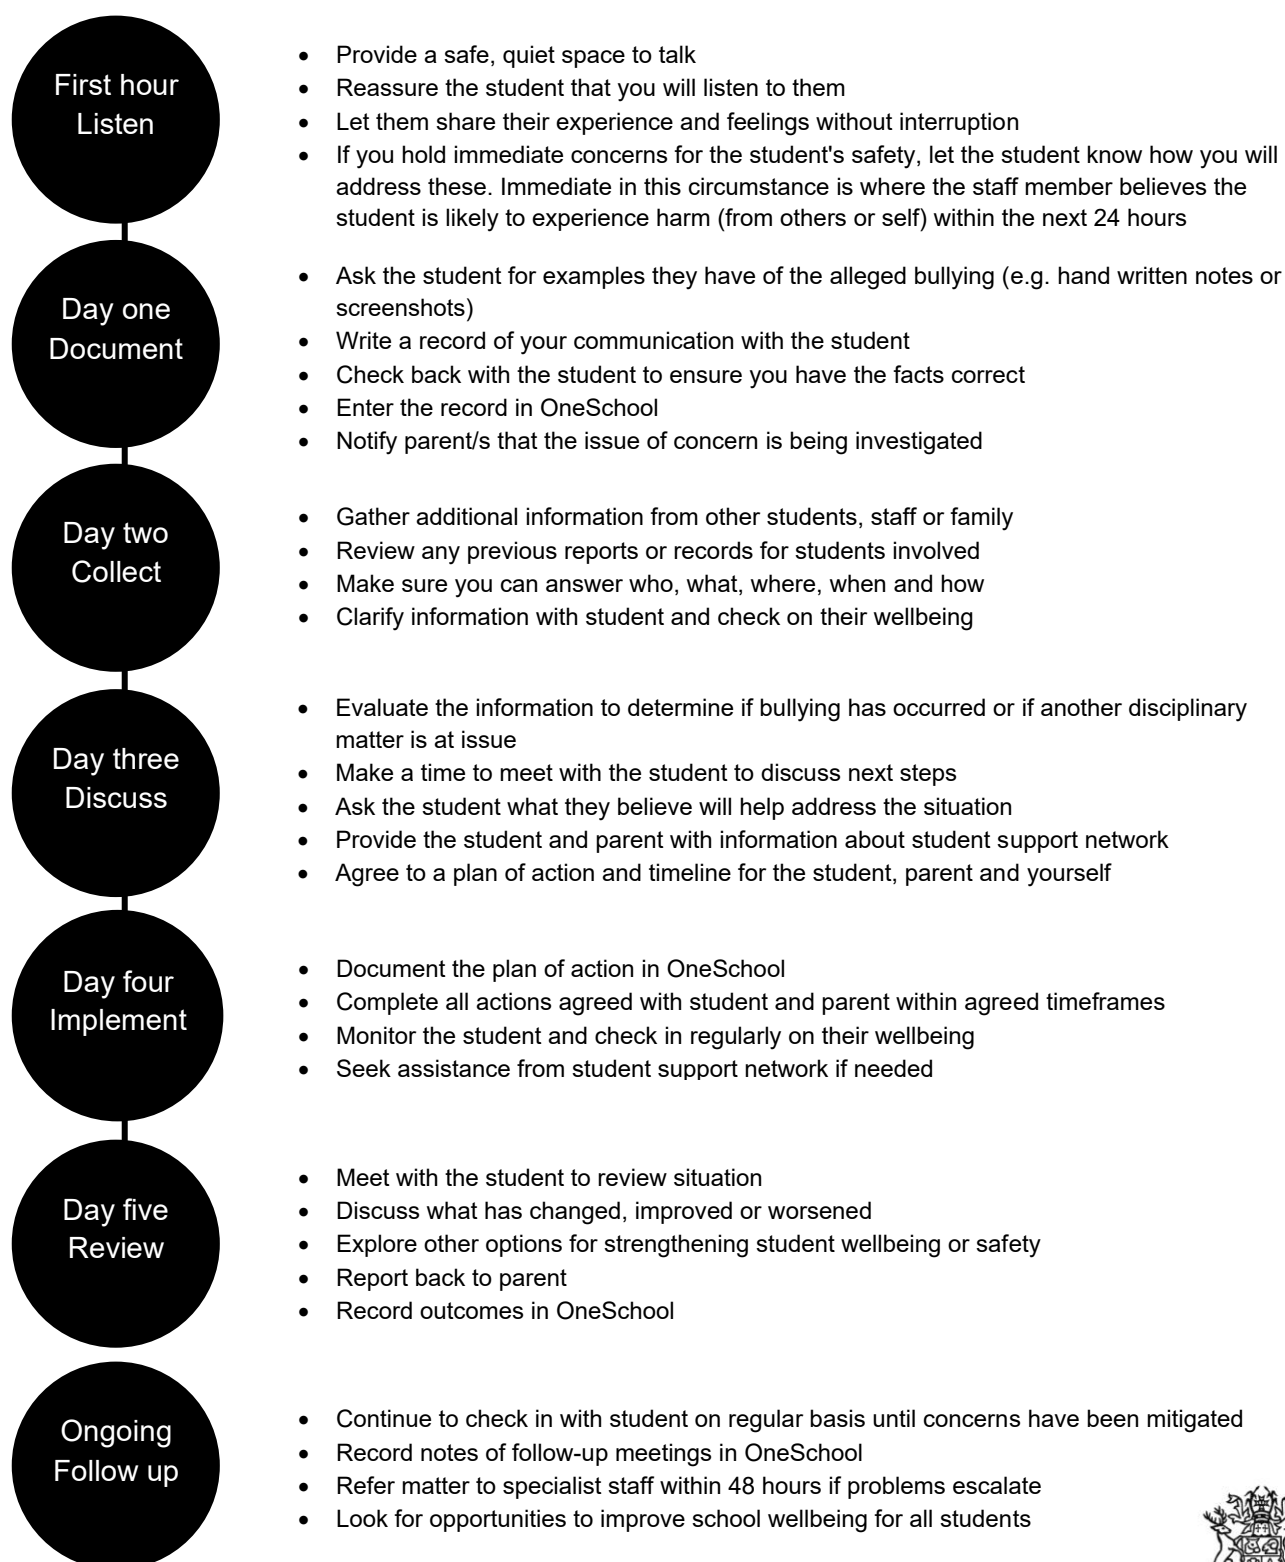 First hour
Listen
• Provide a safe, quiet space to talk
• Reassure the student that you will listen to them
• Let them share their experience and feelings without interruption
• If you hold immediate concerns for the student's safety, let the student know how you will
address these. Immediate in this circumstance is where the staff member believes the
student is likely to experience harm (from others or self) within the next 24 hours
Day one
Document
• Ask the student for examples they have of the alleged bullying (e.g. hand written notes or
screenshots)
• Write a record of your communication with the student
• Check back with the student to ensure you have the facts correct
• Enter the record in OneSchool
• Notify parent/s that the issue of concern is being investigated
Day two
Collect
• Gather additional information from other students, staff or family
• Review any previous reports or records for students involved
• Make sure you can answer who, what, where, when and how
• Clarify information with student and check on their wellbeing
Day three
Discuss
• Evaluate the information to determine if bullying has occurred or if another disciplinary
matter is at issue
• Make a time to meet with the student to discuss next steps
• Ask the student what they believe will help address the situation
• Provide the student and parent with information about student support network
• Agree to a plan of action and timeline for the student, parent and yourself
Day four
Implement
• Document the plan of action in OneSchool
• Complete all actions agreed with student and parent within agreed timeframes
• Monitor the student and check in regularly on their wellbeing
• Seek assistance from student support network if needed
Day five
Review
• Meet with the student to review situation
• Discuss what has changed, improved or worsened
• Explore other options for strengthening student wellbeing or safety
• Report back to parent
• Record outcomes in OneSchool
Ongoing
Follow up
• Continue to check in with student on regular basis until concerns have been mitigated
• Record notes of follow-up meetings in OneSchool
• Refer matter to specialist staff within 48 hours if problems escalate
• Look for opportunities to improve school wellbeing for all students